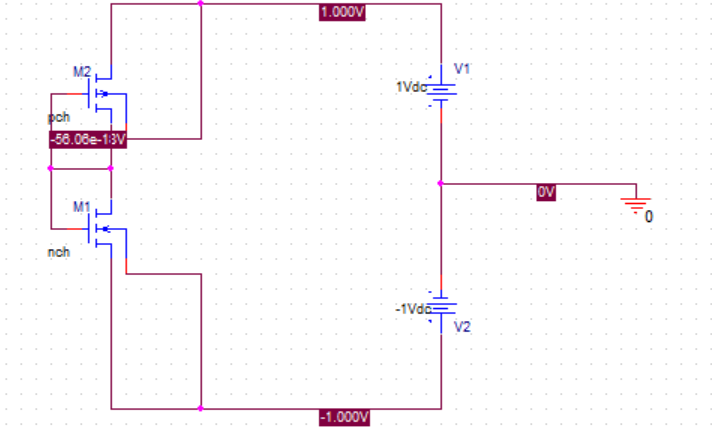 1.000V
M2
V1
1Vdc
pch
-56.06e-18V
0V
M1
0
nch
-1Vdc
V2
-1.000V